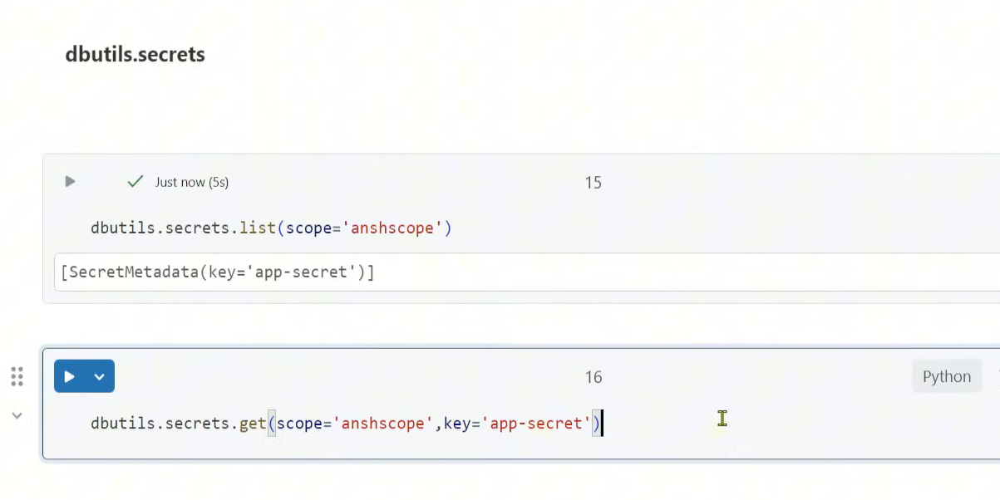 dbutils.secrets
Just now (5s)
15
dbutils.secrets.list(scope='anshscope')
[SecretMetadata(key='app-secret')]
16
Python
dbutils.secrets.get(scope='anshscope',key='app-secret')